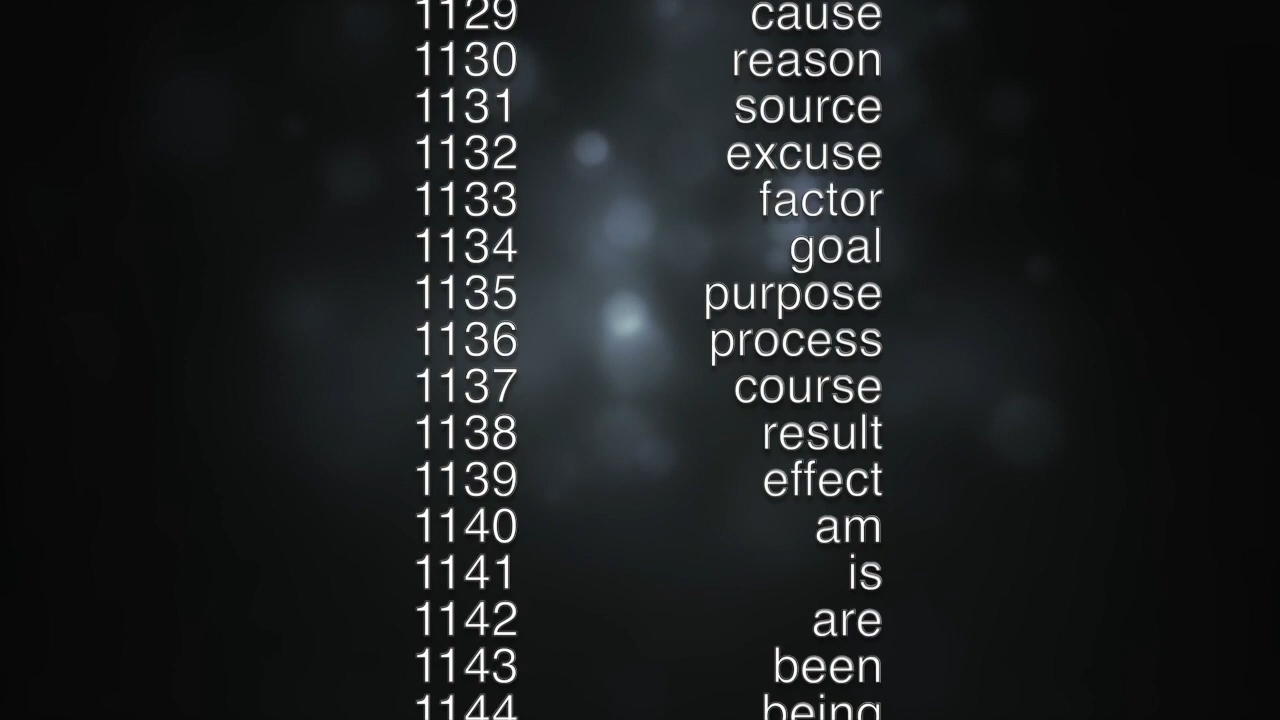 1129 cause
1130 reason
1131 source
1132 excuse
1133 factor
1134 goal
1135 purpose
1136 process
1137 course
1138 result
1139 effect
1140 am
1141 is
1142 are
1143 been
1144 being